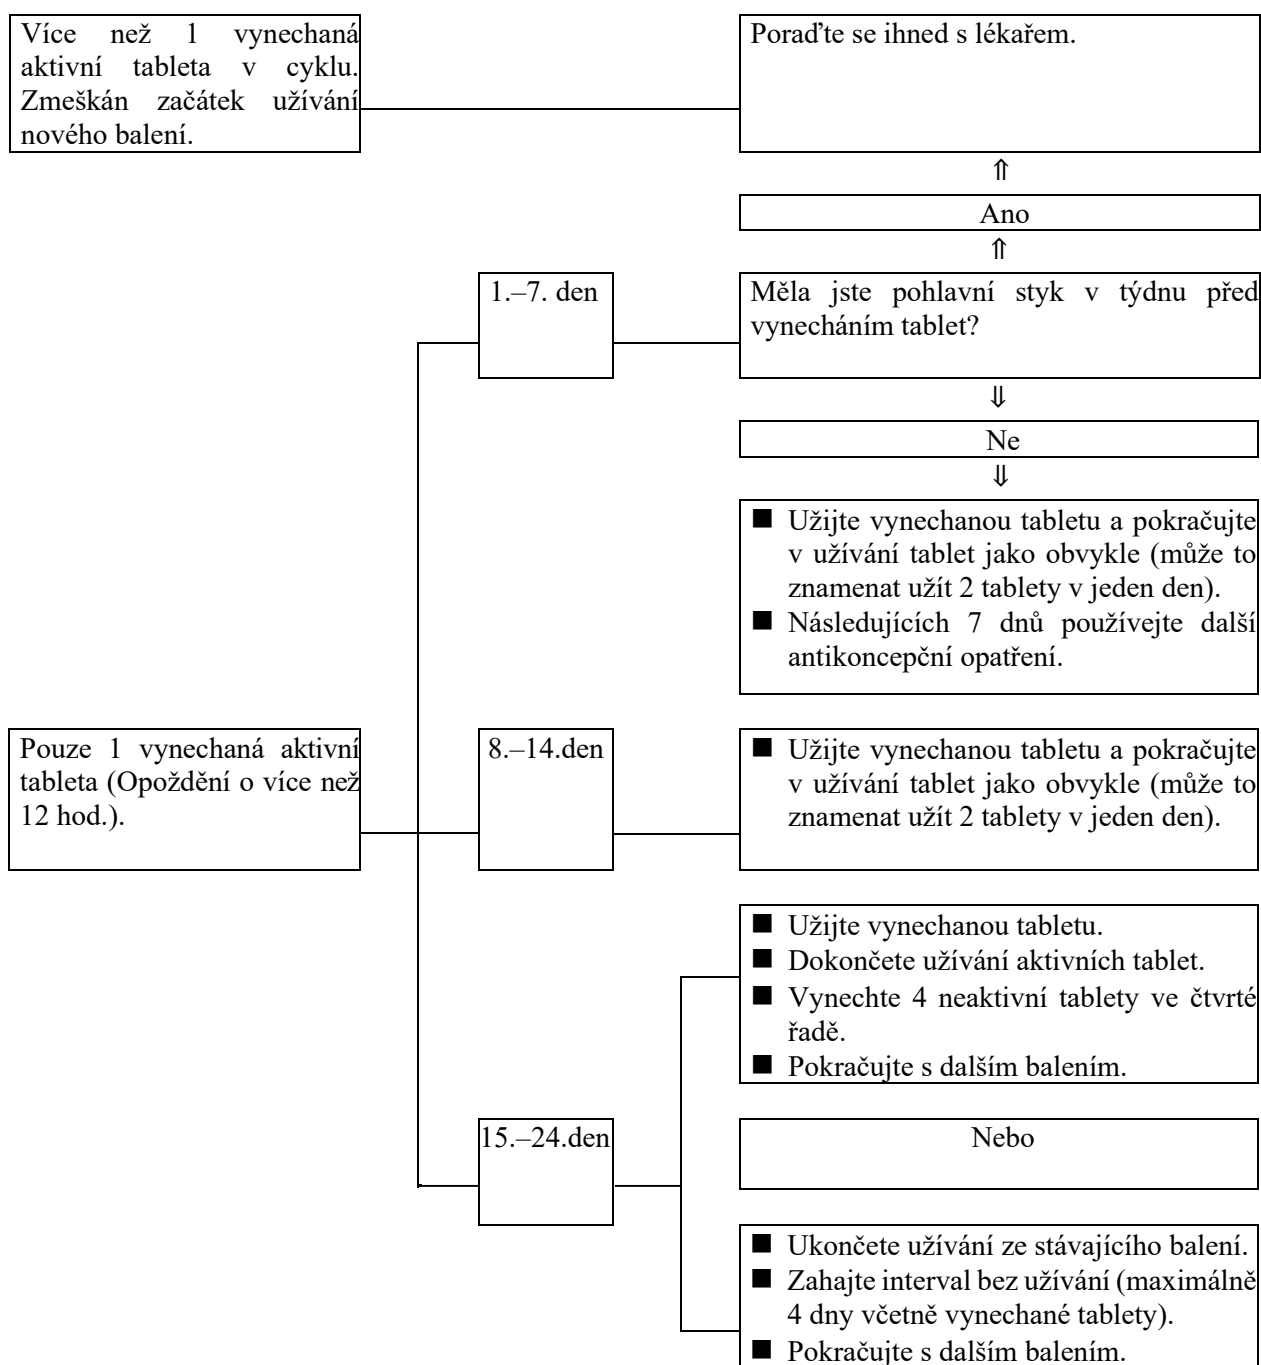 Více než 1 vynechaná
aktivní tableta v cyklu.
Zmeškán začátek užívání
nového balení.
Poraďte se ihned s lékařem.
⇑
Ano
⇑
1.–7. den
Měla jste pohlavní styk v týdnu před
vynecháním tablet?
⇓
Ne
⇓
■ Užijte vynechanou tabletu a pokračujte
v užívání tablet jako obvykle (může to
znamenat užít 2 tablety v jeden den).
■ Následujících 7 dnů používejte další
antikoncepční opatření.
Pouze 1 vynechaná aktivní
tableta (Opoždění o více než
12 hod.).
8.–14.den
■ Užijte vynechanou tabletu a pokračujte
v užívání tablet jako obvykle (může to
znamenat užít 2 tablety v jeden den).
■ Užijte vynechanou tabletu.
■ Dokončete užívání aktivních tablet.
■ Vynechte 4 neaktivní tablety ve čtvrté
řadě.
■ Pokračujte s dalším balením.
15.–24.den
Nebo
■ Ukončete užívání ze stávajícího balení.
■ Zahajte interval bez užívání (maximálně
4 dny včetně vynechané tablety).
■ Pokračujte s dalším balením.